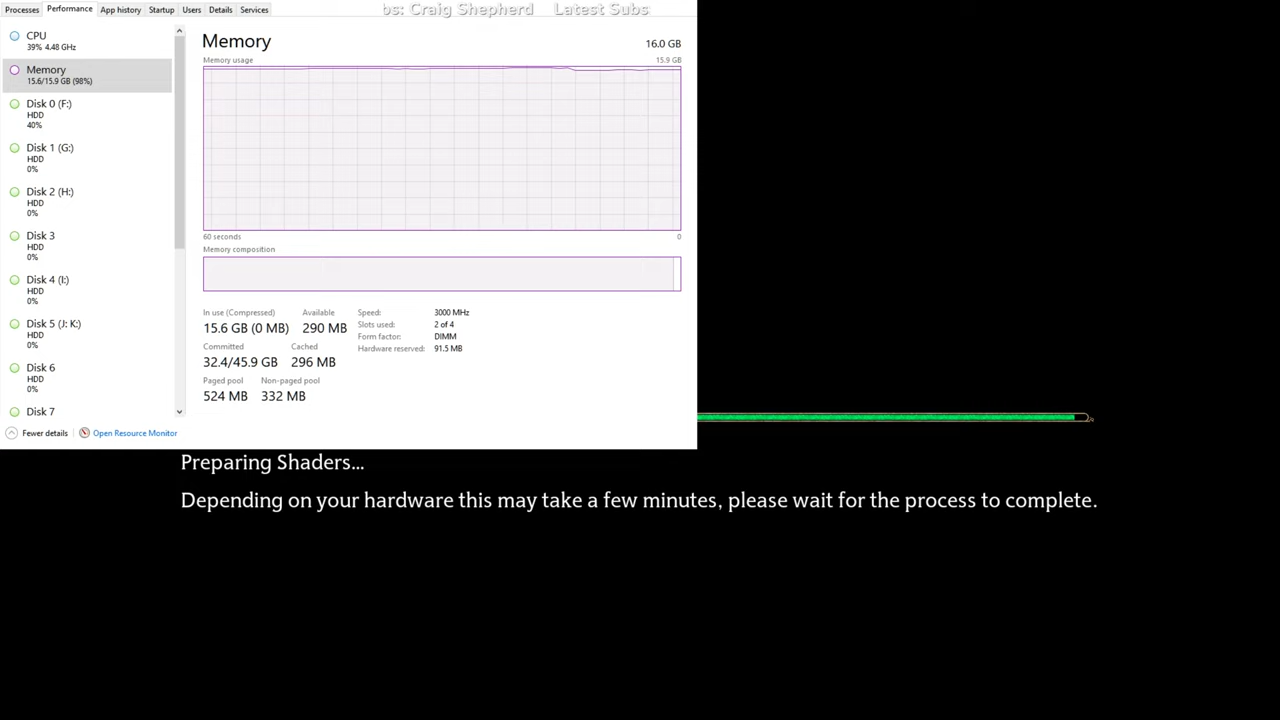 bs: Craig Shepherd Latest Subs
Processes Performance App history Startup Users Details Services
CPU
39% 4.48 GHz
Memory
15.6/15.9 GB (98%)
Disk 0 (F:)
HDD
40%
Disk 1 (G:)
HDD
0%
Disk 2 (H:)
HDD
0%
Disk 3
HDD
0%
Disk 4 (I:)
HDD
0%
Disk 5 (J: K:)
HDD
0%
Disk 6
HDD
0%
Disk 7
Fewer details Open Resource Monitor
Memory 16.0 GB
Memory usage 15.9 GB
60 seconds 0
Memory composition
In use (Compressed) Available
15.6 GB (0 MB) 290 MB
Committed Cached
32.4/45.9 GB 296 MB
Paged pool Non-paged pool
524 MB 332 MB
Speed: 3000 MHz
Slots used: 2 of 4
Form factor: DIMM
Hardware reserved: 91.5 MB
Preparing Shaders...
Depending on your hardware this may take a few minutes, please wait for the process to complete.